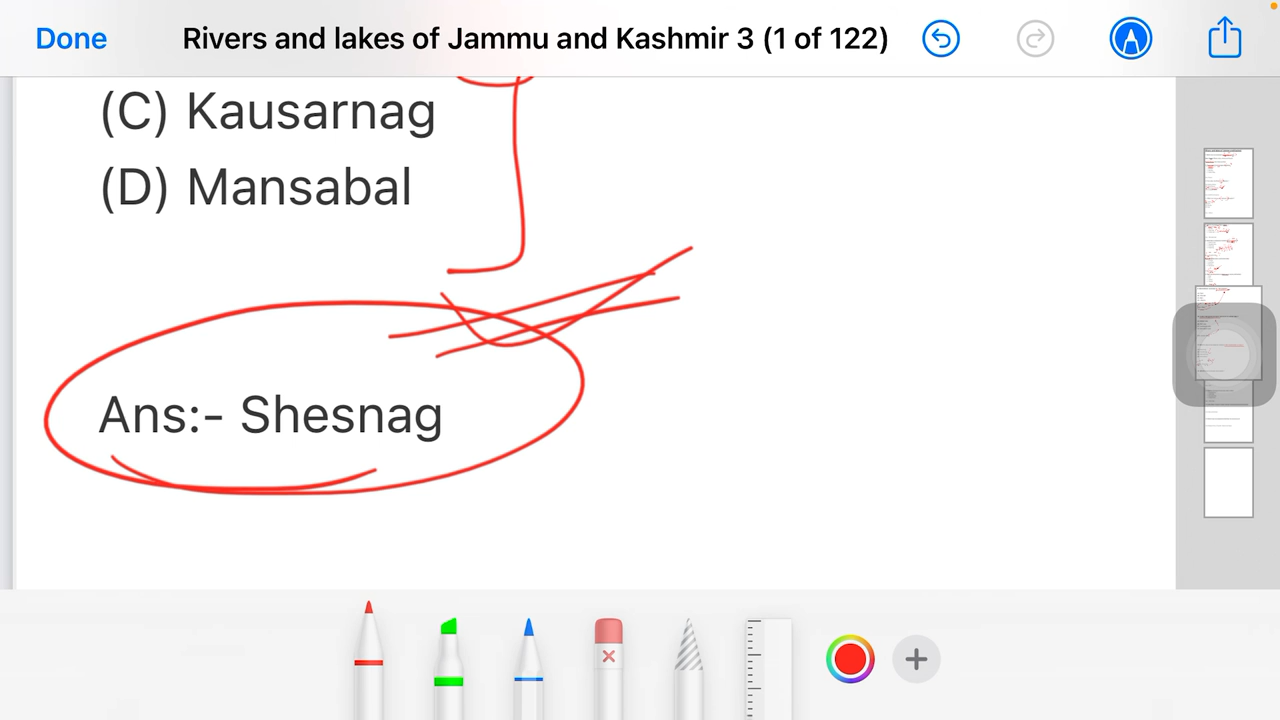 Done
Rivers and lakes of Jammu and Kashmir 3 (1 of 122)
(C) Kausarnag
(D) Mansabal
Ans:- Shesnag